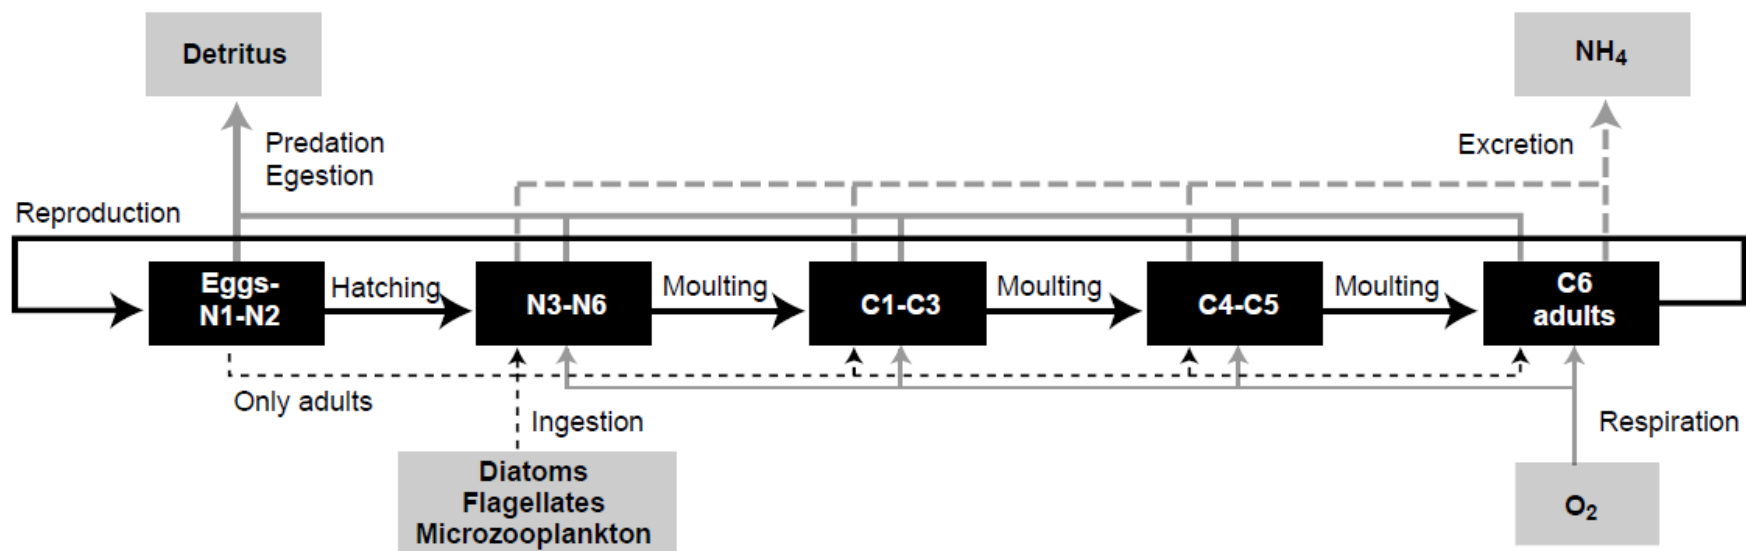 Detritus
NH4
Predation
Egestion
Excretion
Reproduction
Eggs-
N1-N2
Hatching
N3-N6
Moulting
C1-C3
Moulting
C4-C5
Moulting
C6
adults
Only adults
Ingestion
Respiration
Diatoms
Flagellates
Microzooplankton
O2